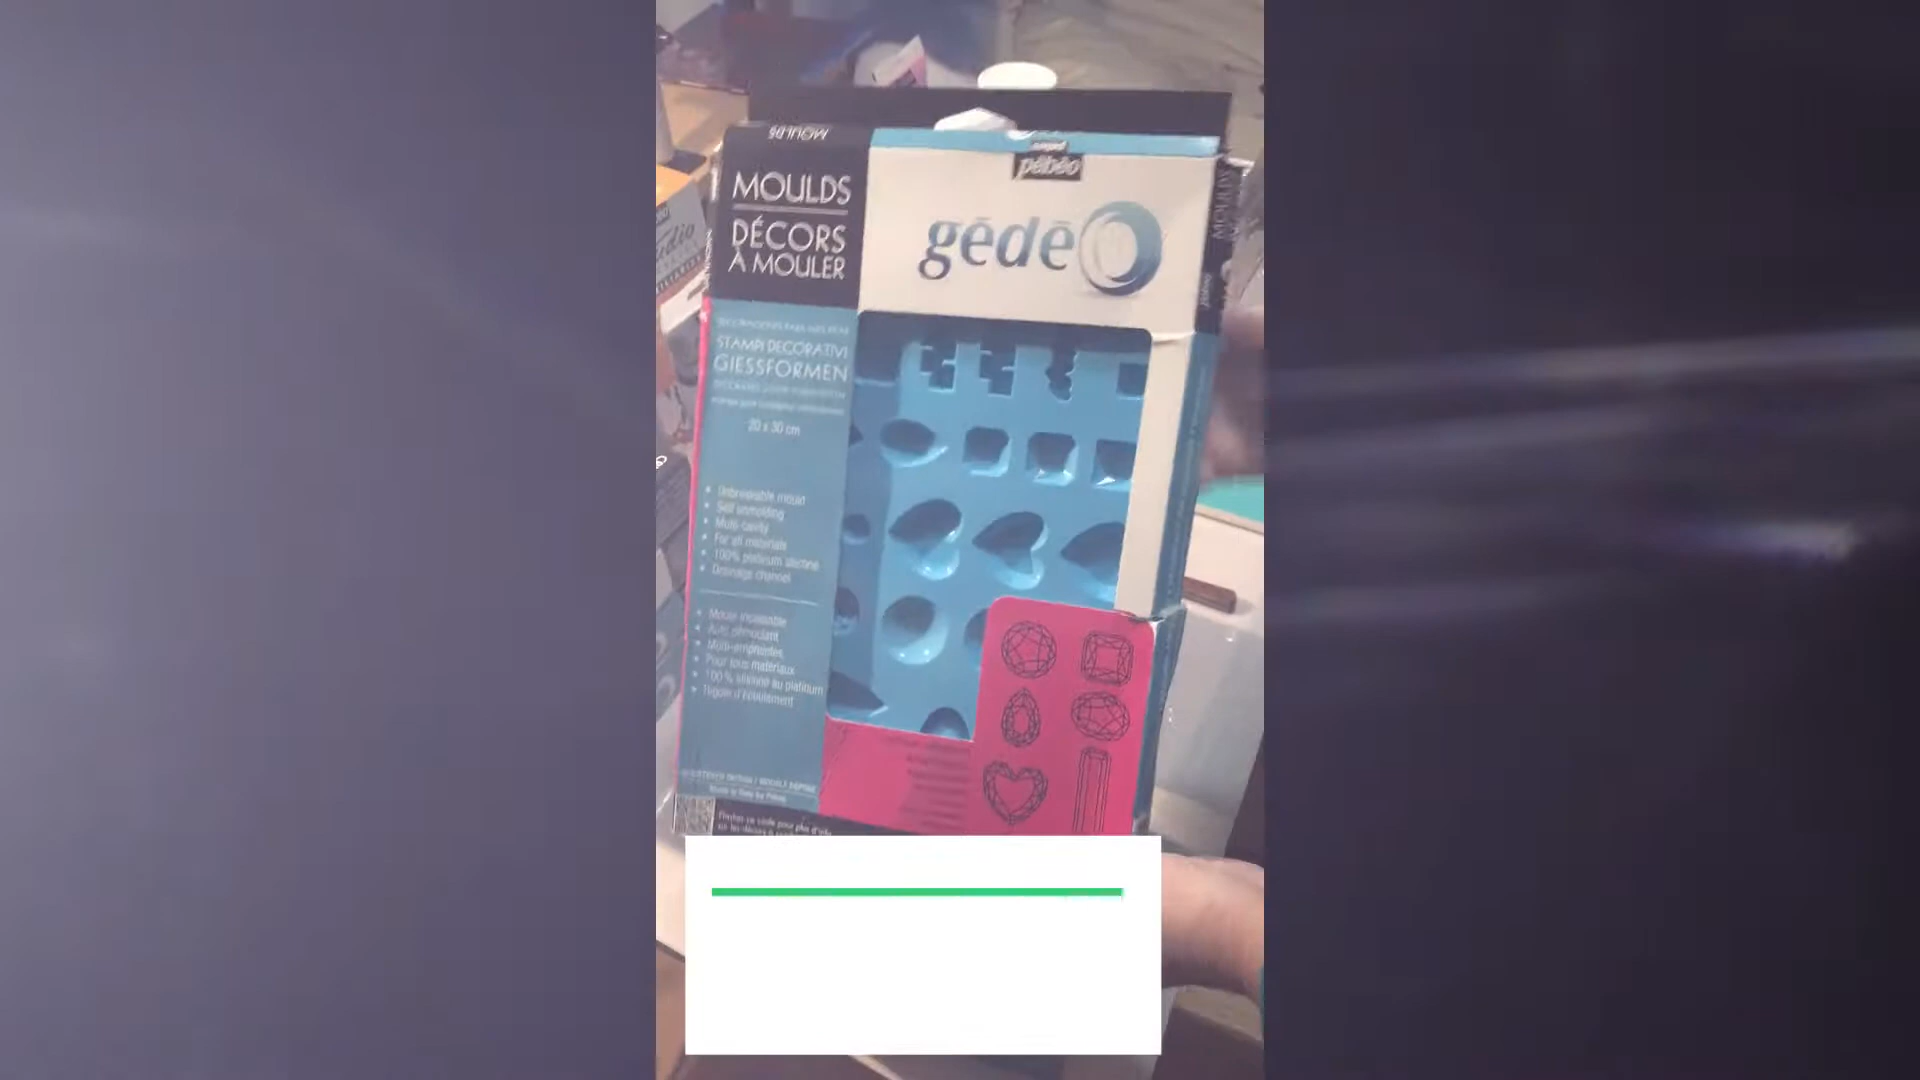 MOULDS
pébéo
MOULDS
DÉCORS
À MOULER
gédéo
STAMPI DECORATIVI
GIESSFORMEN
20 x 30 cm
• Unbreakable mould
• Self unmolding
• Multi-cavity
• For all materials
• 100% platinum silicone
• Drainage channel
• Moule incassable
• Auto démoulant
• Multi-empreintes
• Pour tous matériaux
• 100 % silicone au platinum
• Rigole d'écoulement
MOULDS